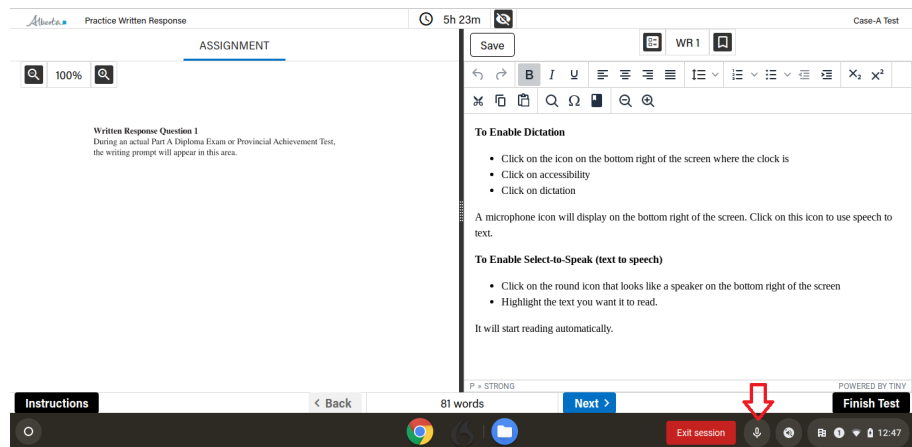 Alberta
Practice Written Response
5h 23m
Case-A Test
ASSIGNMENT
Save
WR 1
100%
B I U
X₂ X²
Ω
Written Response Question 1
During an actual Part A Diploma Exam or Provincial Achievement Test,
the writing prompt will appear in this area.
To Enable Dictation
• Click on the icon on the bottom right of the screen where the clock is
• Click on accessibility
• Click on dictation
A microphone icon will display on the bottom right of the screen. Click on this icon to use speech to
text.
To Enable Select-to-Speak (text to speech)
• Click on the round icon that looks like a speaker on the bottom right of the screen
• Highlight the text you want it to read.
It will start reading automatically.
P » STRONG
POWERED BY TINY
Instructions
< Back
81 words
Next >
Finish Test
Exit session
1
12:47